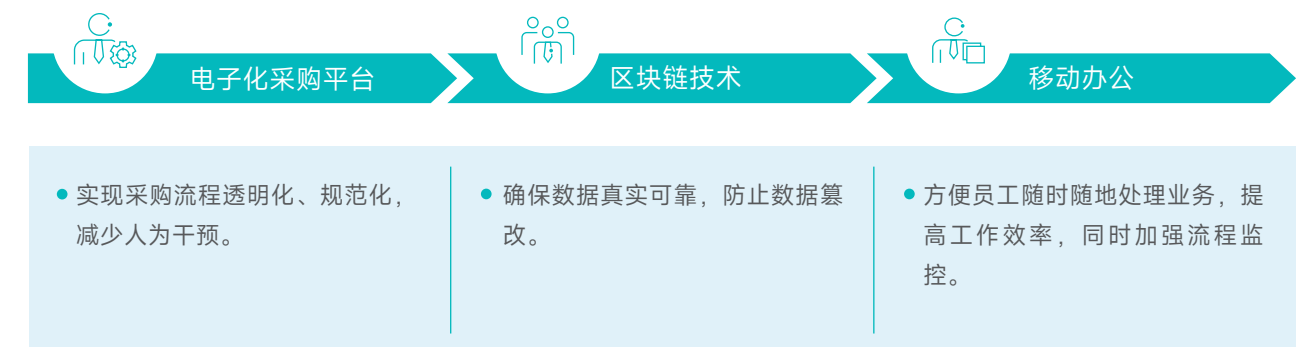 电子化采购平台
区块链技术
移动办公
实现采购流程透明化、规范化，
减少人为干预。
确保数据真实可靠，防止数据篡
改。
方便员工随时随地处理业务，提
高工作效率，同时加强流程监
控。